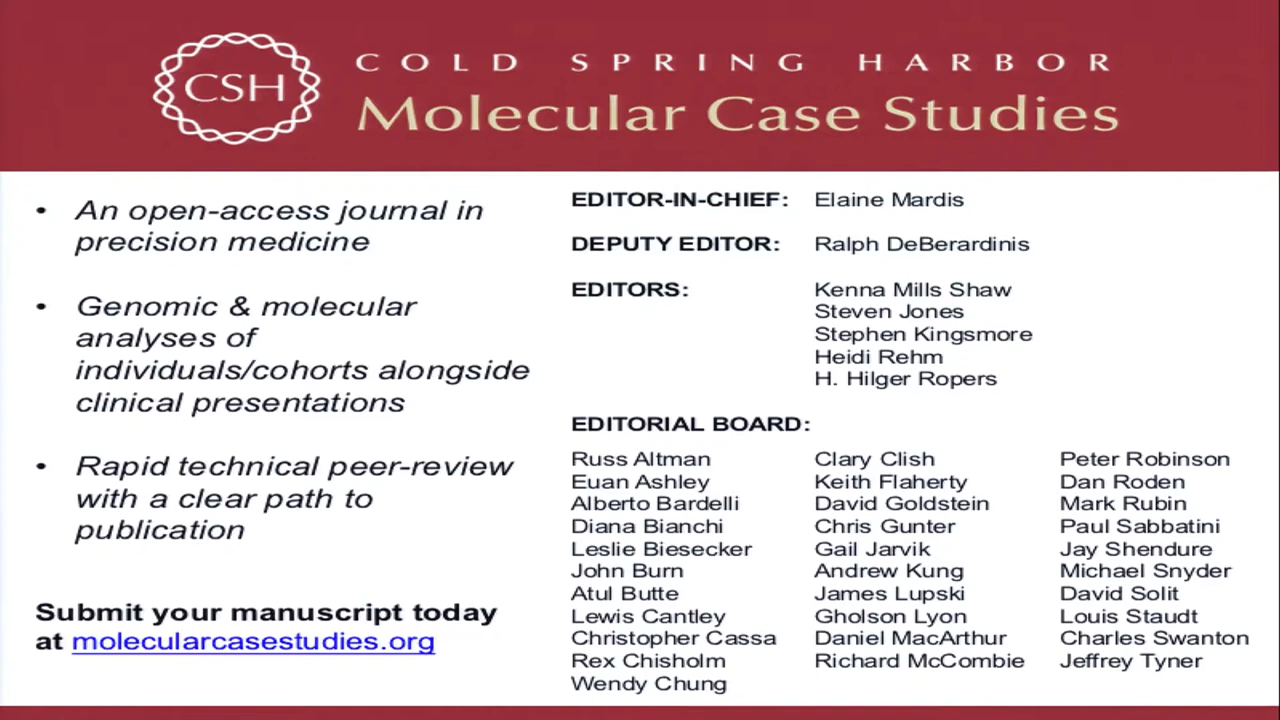 CSH
COLD SPRING HARBOR
Molecular Case Studies
• An open-access journal in
precision medicine
• Genomic & molecular
analyses of
individuals/cohorts alongside
clinical presentations
• Rapid technical peer-review
with a clear path to
publication
Submit your manuscript today
at molecularcasestudies.org
EDITOR-IN-CHIEF: Elaine Mardis
DEPUTY EDITOR: Ralph DeBerardinis
EDITORS: Kenna Mills Shaw
Steven Jones
Stephen Kingsmore
Heidi Rehm
H. Hilger Ropers
EDITORIAL BOARD:
Russ Altman
Euan Ashley
Alberto Bardelli
Diana Bianchi
Leslie Biesecker
John Burn
Atul Butte
Lewis Cantley
Christopher Cassa
Rex Chisholm
Wendy Chung
Clary Clish
Keith Flaherty
David Goldstein
Chris Gunter
Gail Jarvik
Andrew Kung
James Lupski
Gholson Lyon
Daniel MacArthur
Richard McCombie
Peter Robinson
Dan Roden
Mark Rubin
Paul Sabbatini
Jay Shendure
Michael Snyder
David Solit
Louis Staudt
Charles Swanton
Jeffrey Tyner